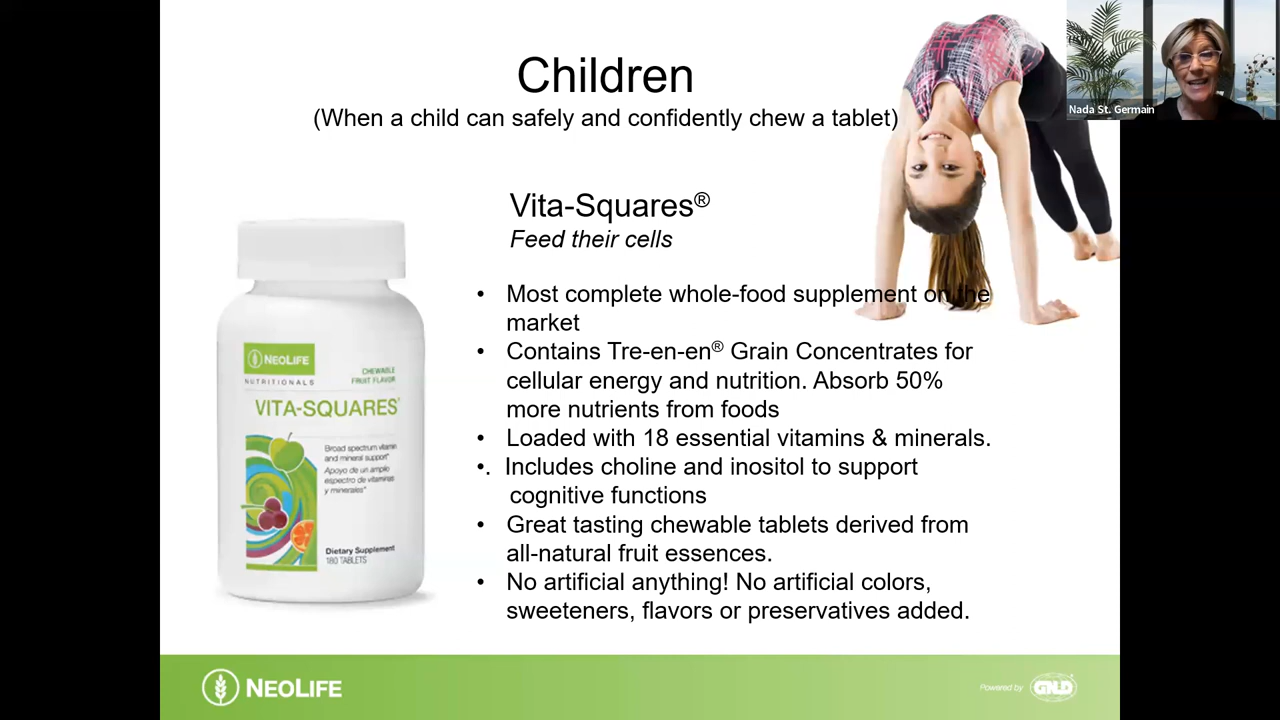 Children
(When a child can safely and confidently chew a tablet)
Nada St. Germain
Vita-Squares®
Feed their cells
• Most complete whole-food supplement on the
market
• Contains Tre-en-en® Grain Concentrates for
cellular energy and nutrition. Absorb 50%
more nutrients from foods
• Loaded with 18 essential vitamins & minerals.
•. Includes choline and inositol to support
cognitive functions
• Great tasting chewable tablets derived from
all-natural fruit essences.
• No artificial anything! No artificial colors,
sweeteners, flavors or preservatives added.
NEOLIFE
NUTRITIONALS
CHEWABLE
FRUIT FLAVOR
VITA-SQUARES®
Broad spectrum vitamin
and mineral support*
Apoyo de un amplio
espectro de vitaminas
y minerales*
Dietary Supplement
180 TABLETS
NEOLIFE
Powered by GNLD